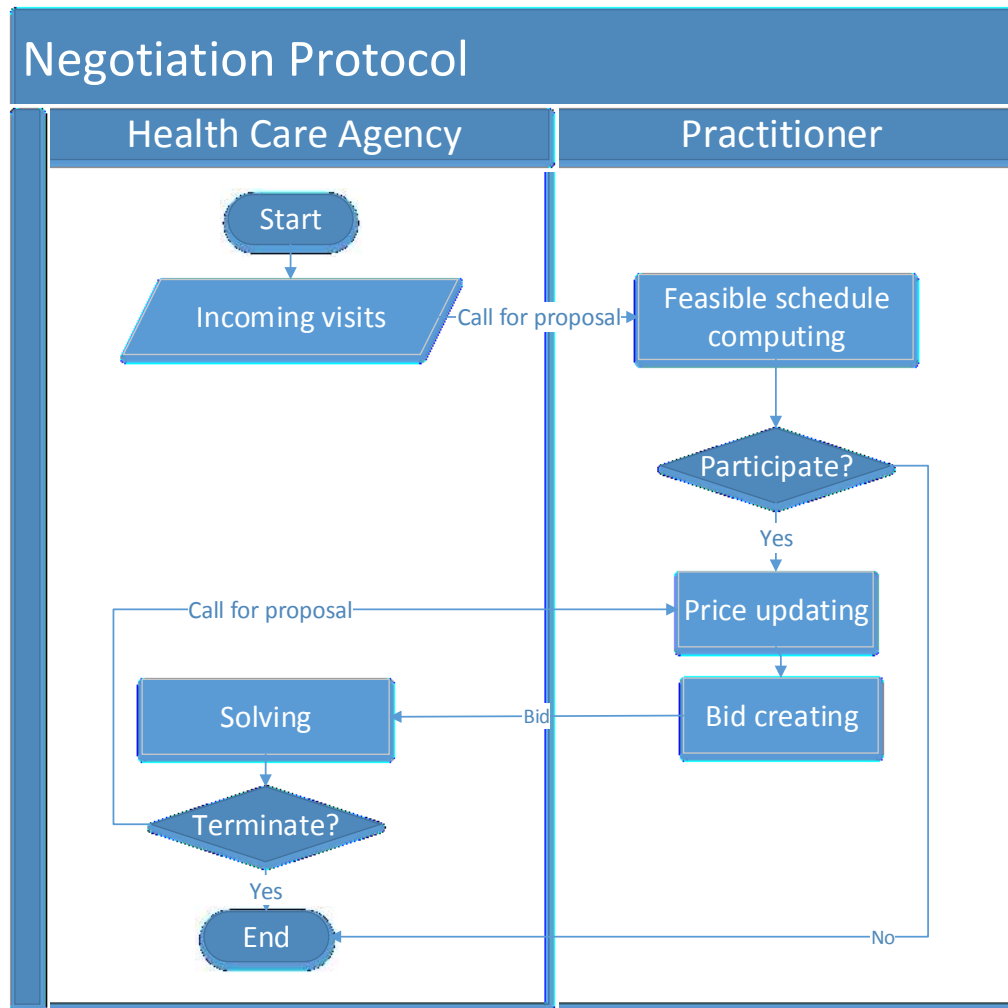 Negotiation Protocol
Health Care Agency
Practitioner
Start
Incoming visits
Call for proposal
Feasible schedule
computing
Participate?
Yes
Call for proposal
Price updating
Solving
Bid
Bid creating
Terminate?
Yes
End
No